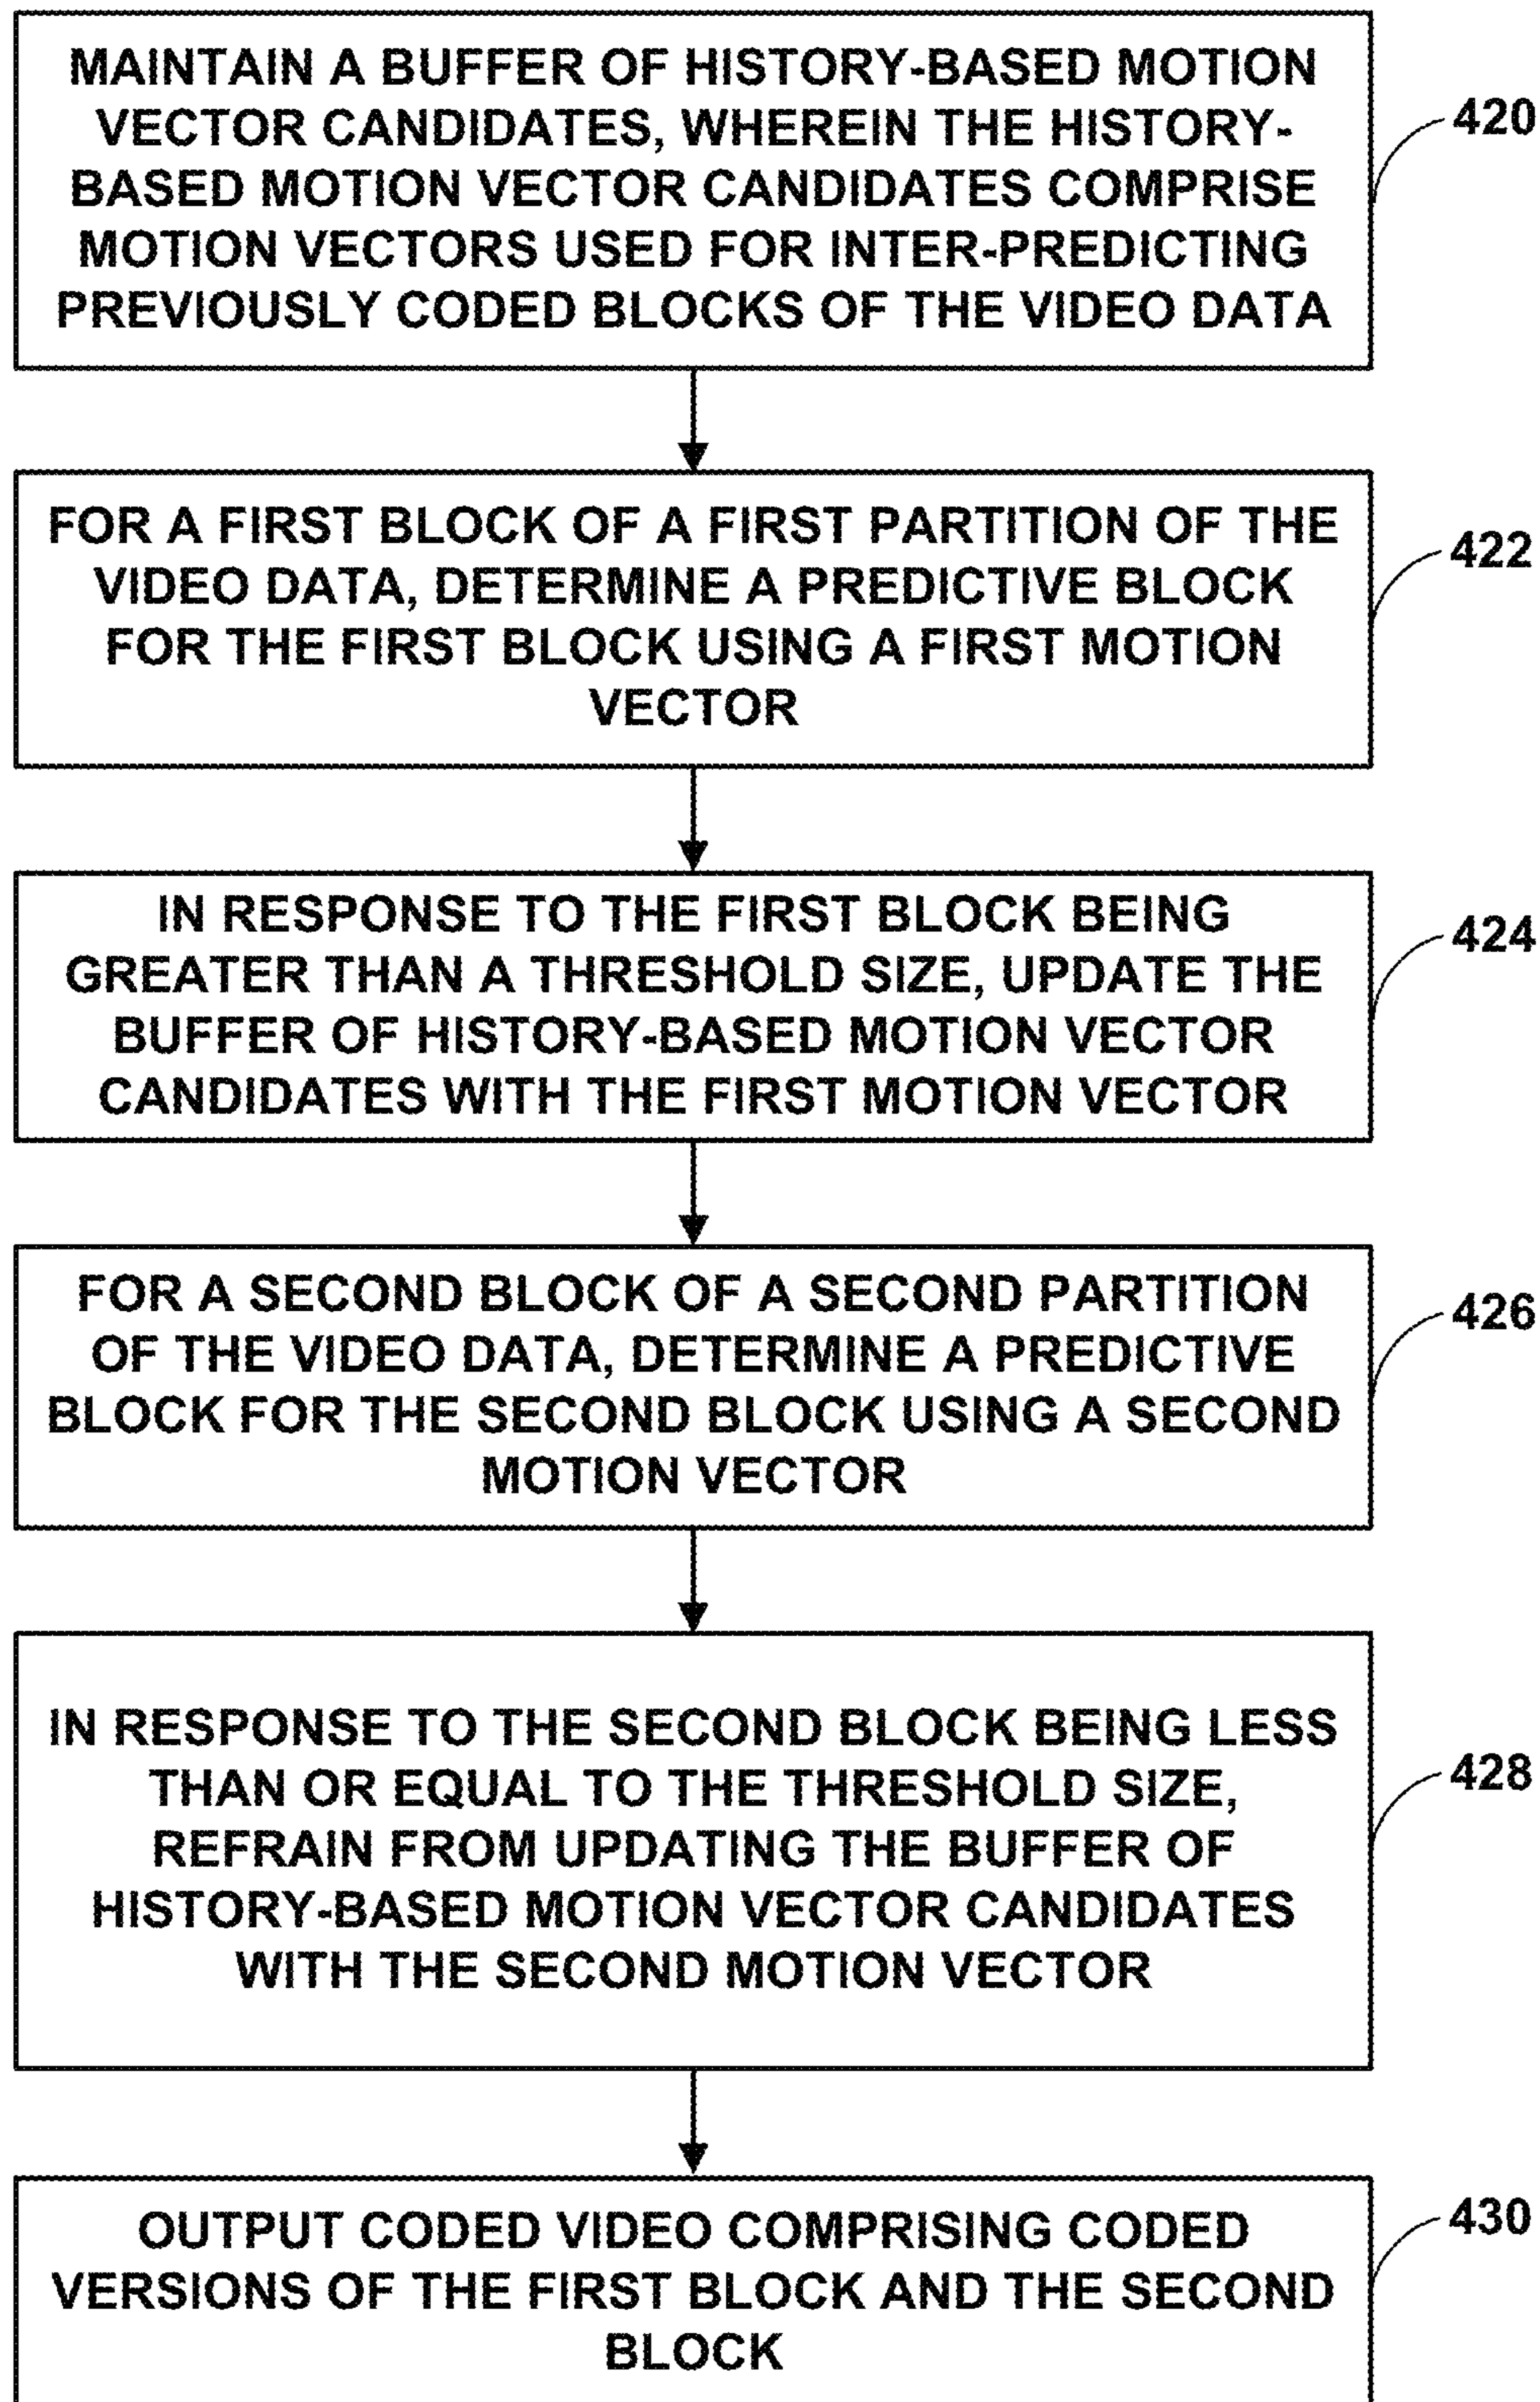 MAINTAIN A BUFFER OF HISTORY-BASED MOTION
VECTOR CANDIDATES, WHEREIN THE HISTORY-
BASED MOTION VECTOR CANDIDATES COMPRISE
MOTION VECTORS USED FOR INTER-PREDICTING
PREVIOUSLY CODED BLOCKS OF THE VIDEO DATA
420
FOR A FIRST BLOCK OF A FIRST PARTITION OF THE
VIDEO DATA, DETERMINE A PREDICTIVE BLOCK
FOR THE FIRST BLOCK USING A FIRST MOTION
VECTOR
422
IN RESPONSE TO THE FIRST BLOCK BEING
GREATER THAN A THRESHOLD SIZE, UPDATE THE
BUFFER OF HISTORY-BASED MOTION VECTOR
CANDIDATES WITH THE FIRST MOTION VECTOR
424
FOR A SECOND BLOCK OF A SECOND PARTITION
OF THE VIDEO DATA, DETERMINE A PREDICTIVE
BLOCK FOR THE SECOND BLOCK USING A SECOND
MOTION VECTOR
426
IN RESPONSE TO THE SECOND BLOCK BEING LESS
THAN OR EQUAL TO THE THRESHOLD SIZE,
REFRAIN FROM UPDATING THE BUFFER OF
HISTORY-BASED MOTION VECTOR CANDIDATES
WITH THE SECOND MOTION VECTOR
428
OUTPUT CODED VIDEO COMPRISING CODED
VERSIONS OF THE FIRST BLOCK AND THE SECOND
BLOCK
430